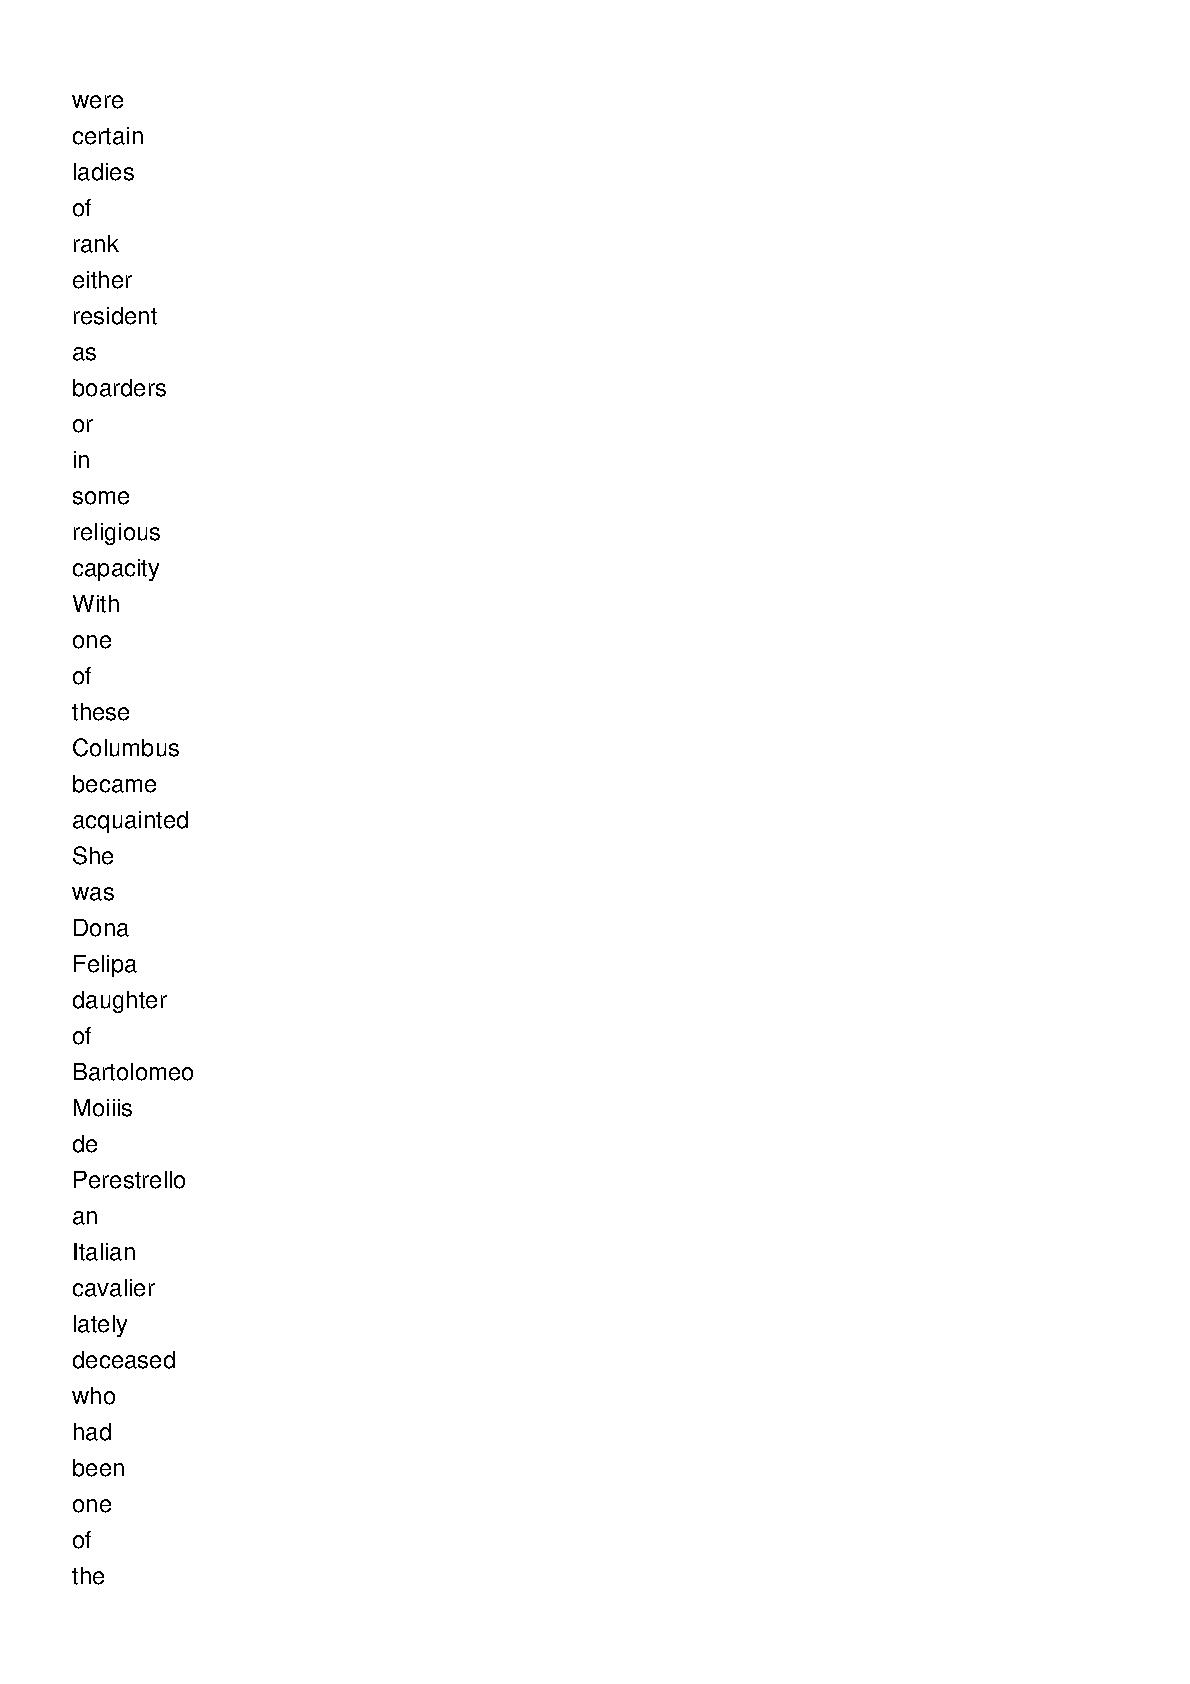 were
certain
ladies
of
rank
either
resident
as
boarders
or
in
some
religious
capacity
With
one
of
these
Columbus
became
acquainted
She
was
Dona
Felipa
daughter
of
Bartolomeo
Moiiis
de
Perestrello
an
Italian
cavalier
lately
deceased
who
had
been
one
of
the